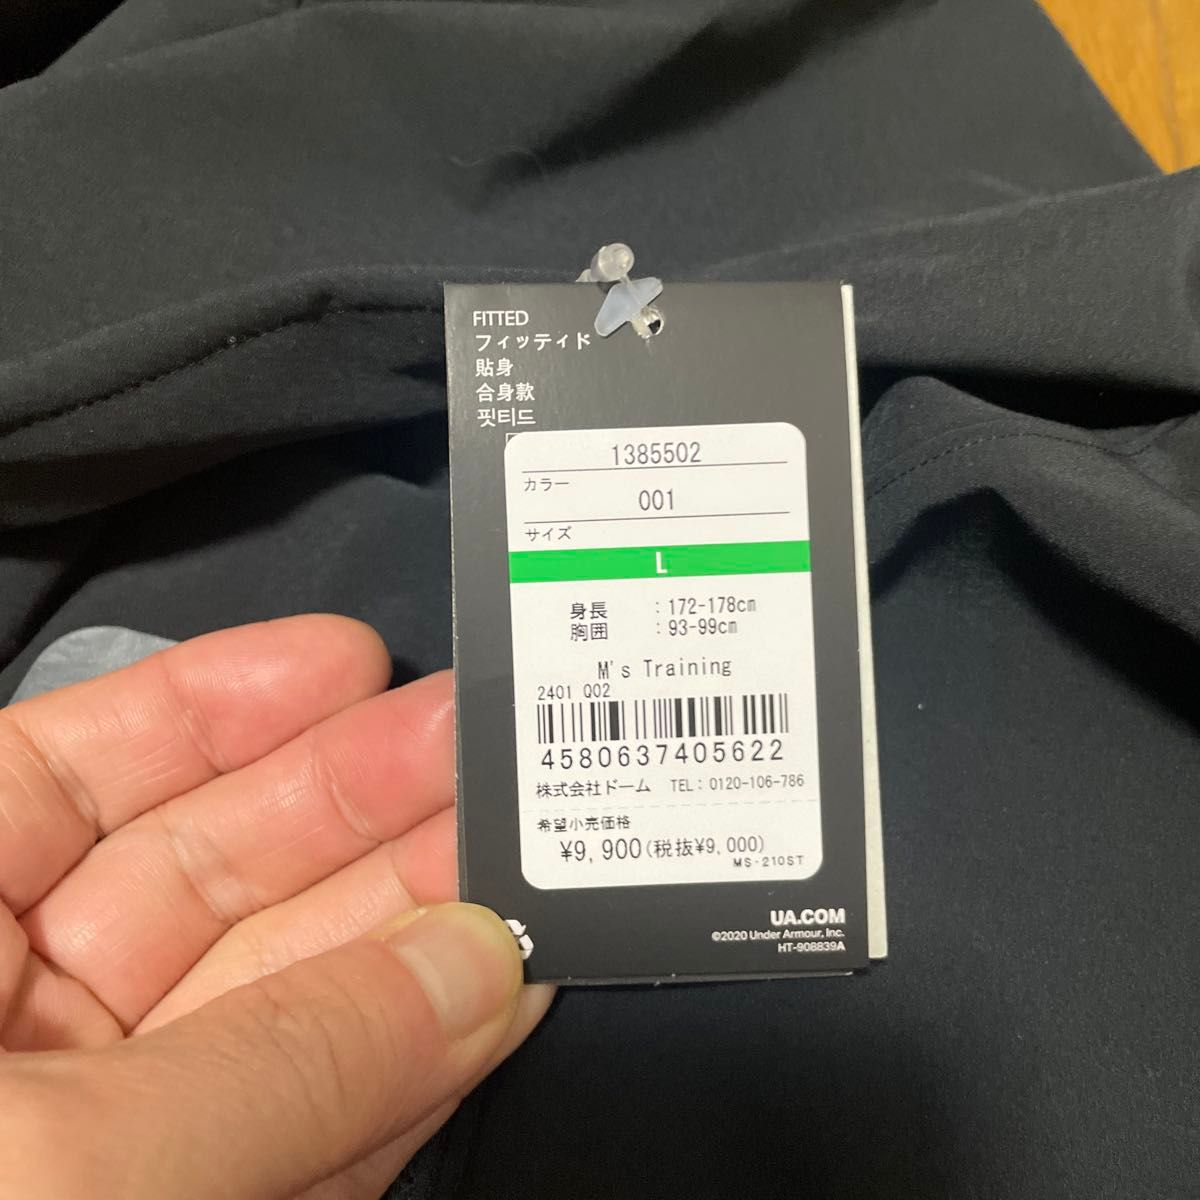 FITTED
フィッティド
貼身
合身款
핏티드
1385502
カラー
001
サイズ
L
身長 : 172-178cm
胸囲 : 93-99cm
M's Training
2401 Q02
4580637405622
株式会社ドーム TEL: 0120-106-786
希望小売価格
¥9,900(税抜¥9,000)
MS-210ST
UA.COM
©2020 Under Armour, Inc.
HT-908839A